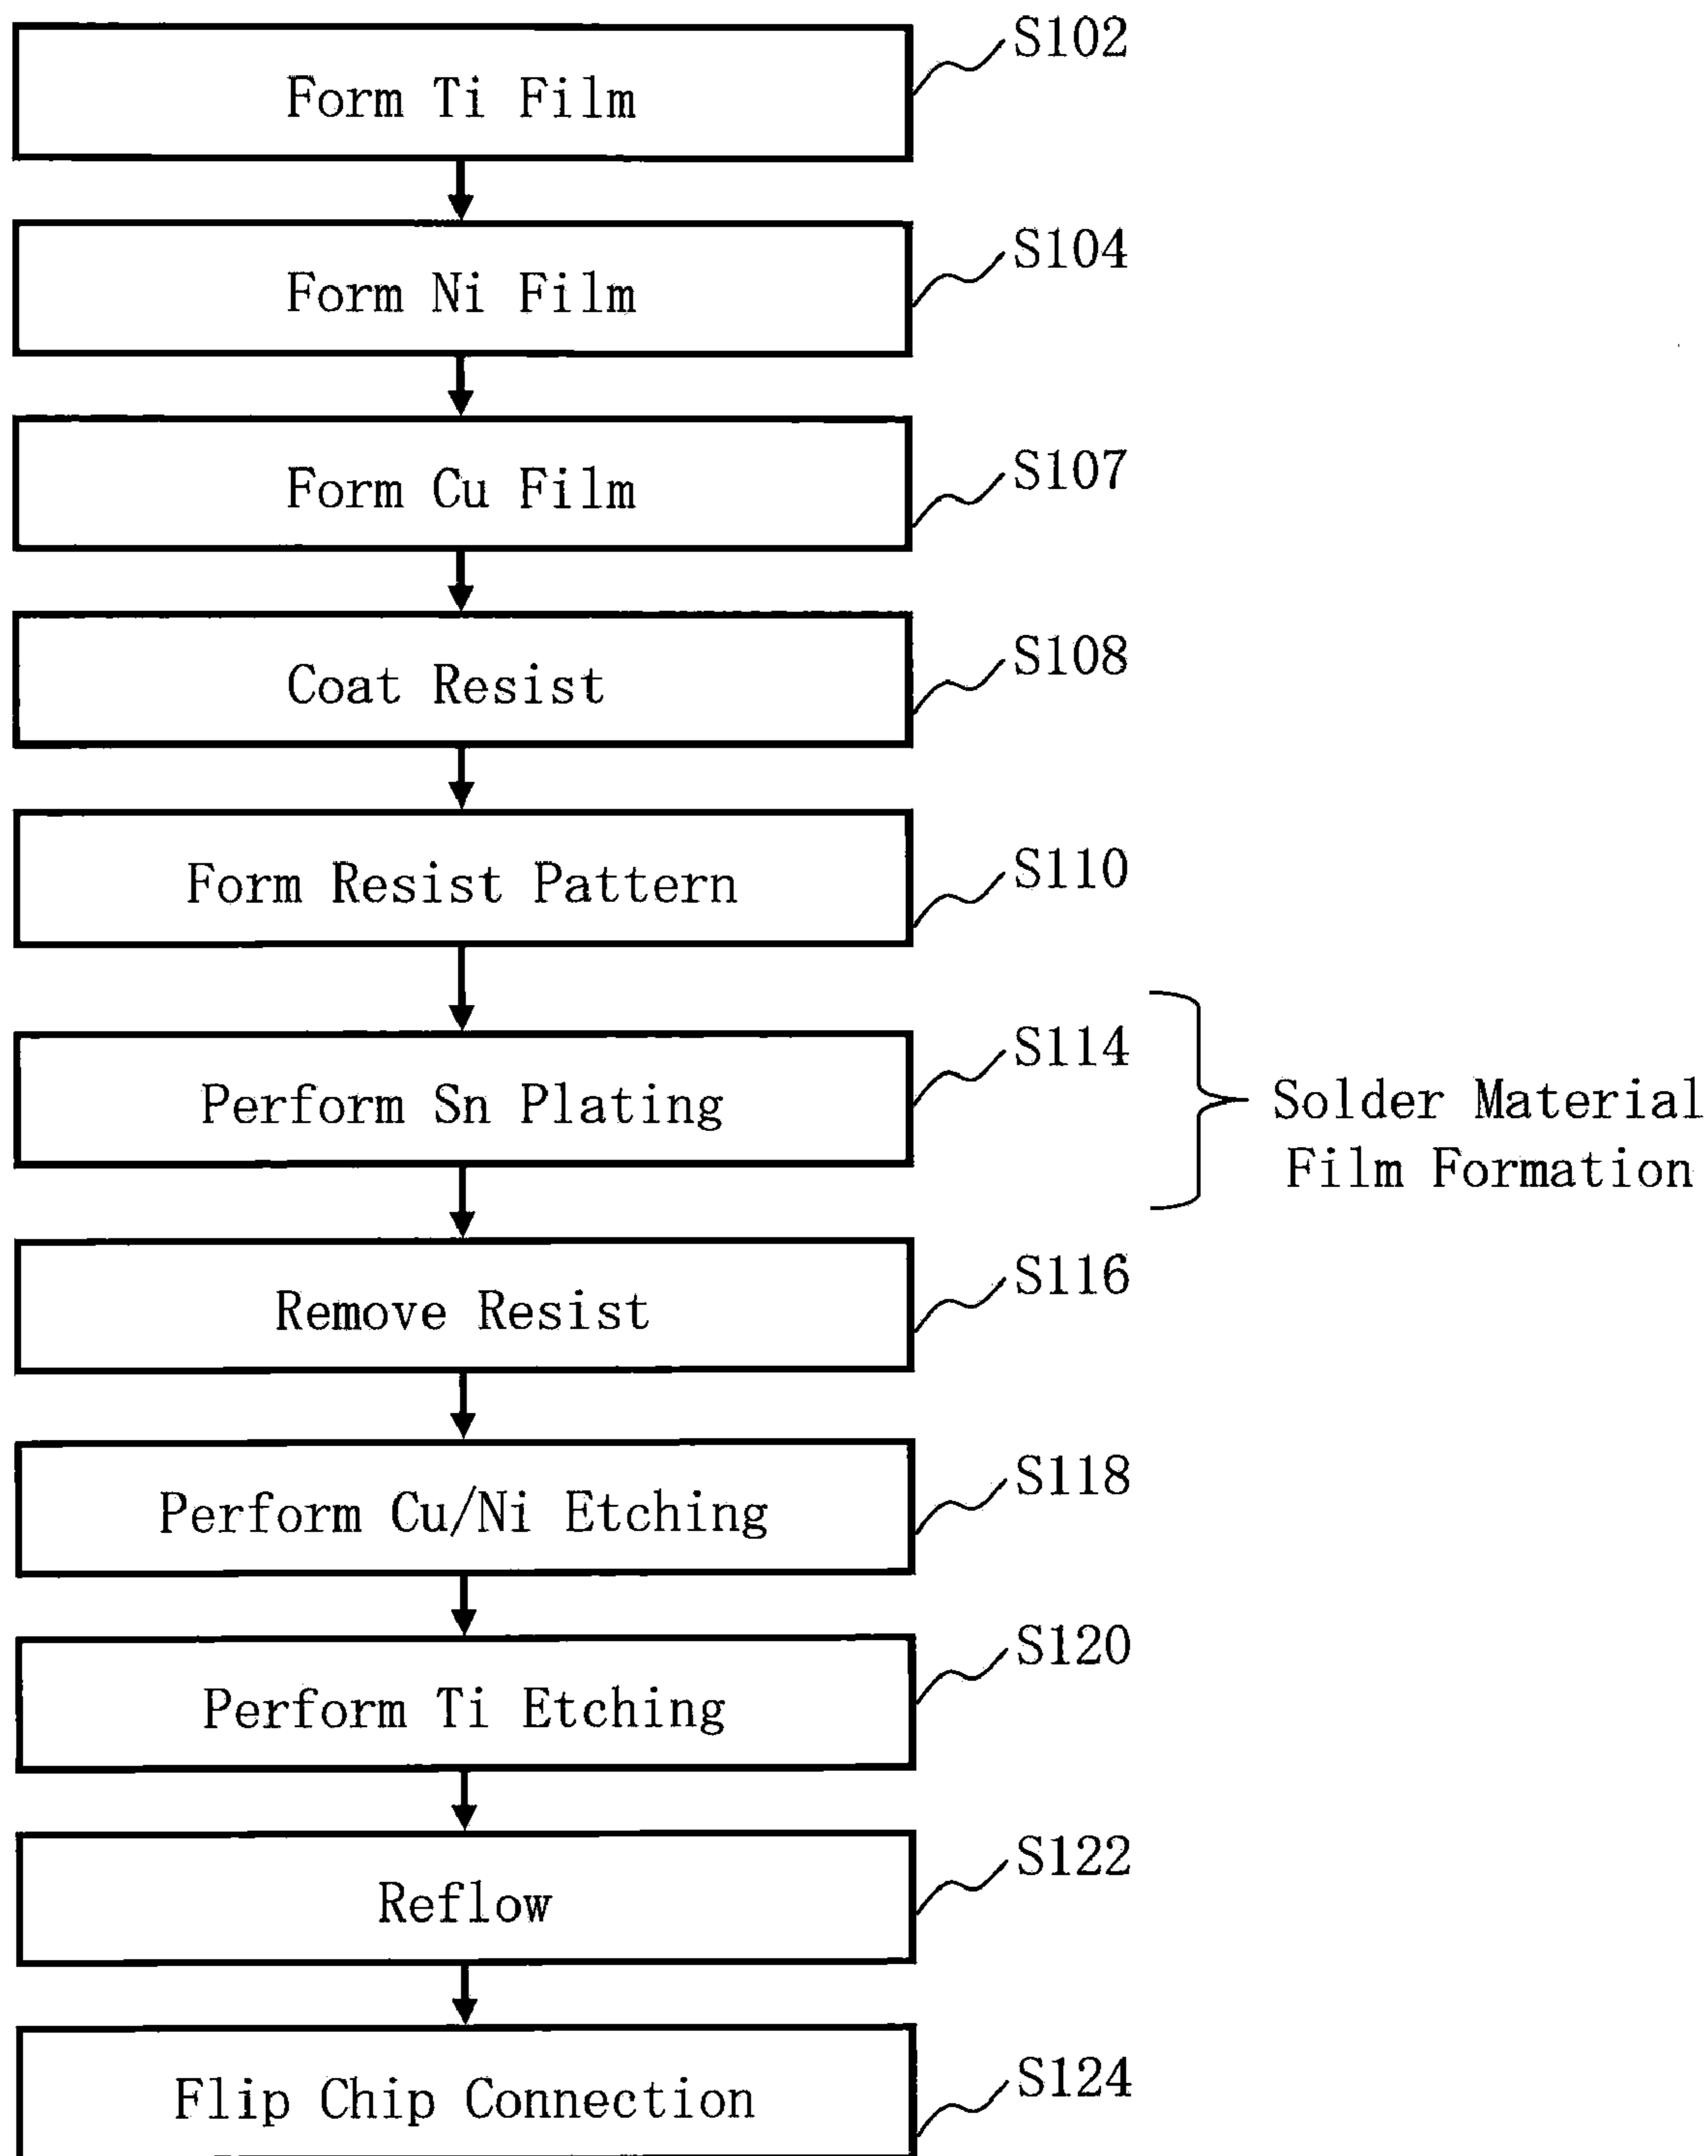 Form Ti Film
S102
Form Ni Film
S104
Form Cu Film
S107
Coat Resist
S108
Form Resist Pattern
S110
Perform Sn Plating
S114
Solder Material
Film Formation
Remove Resist
S116
Perform Cu/Ni Etching
S118
Perform Ti Etching
S120
Reflow
S122
Flip Chip Connection
S124